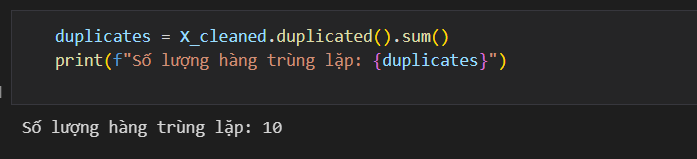 duplicates = X_cleaned.duplicated().sum()
print(f"Số lượng hàng trùng lặp: {duplicates}")
Số lượng hàng trùng lặp: 10